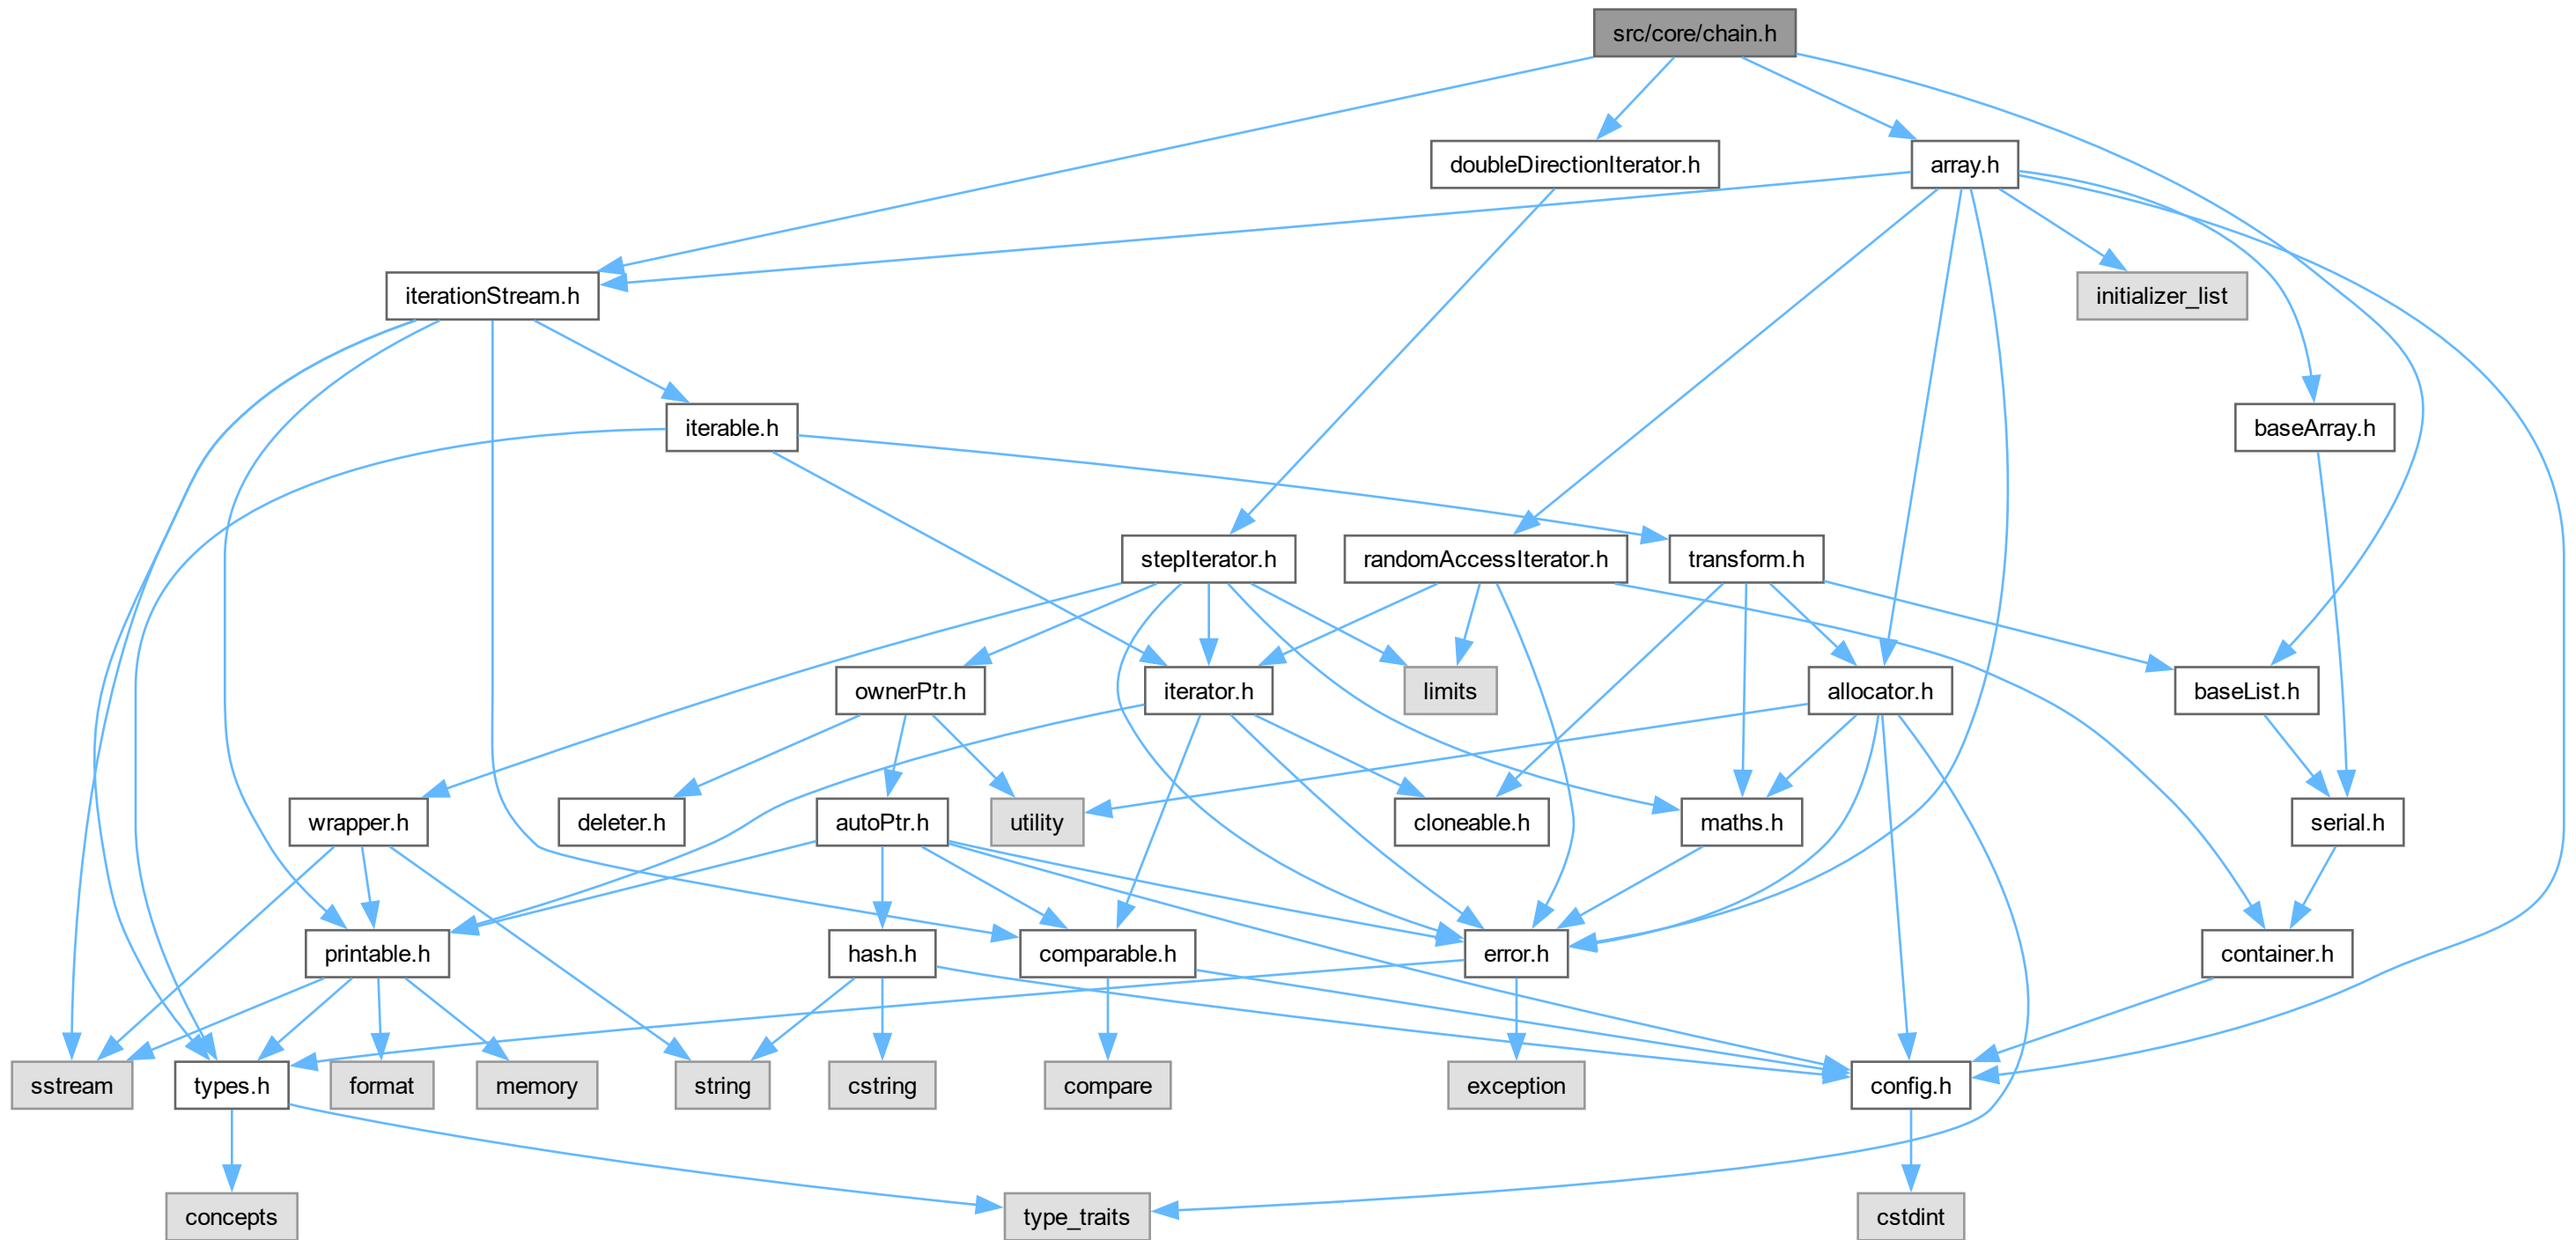 src/core/chain.h
doubleDirectionIterator.h
array.h
iterationStream.h
initializer_list
iterable.h
baseArray.h
stepIterator.h
randomAccessIterator.h
transform.h
ownerPtr.h
iterator.h
limits
allocator.h
baseList.h
wrapper.h
deleter.h
autoPtr.h
utility
cloneable.h
maths.h
serial.h
printable.h
hash.h
comparable.h
error.h
container.h
sstream
types.h
format
memory
string
cstring
compare
exception
config.h
concepts
type_traits
cstdint